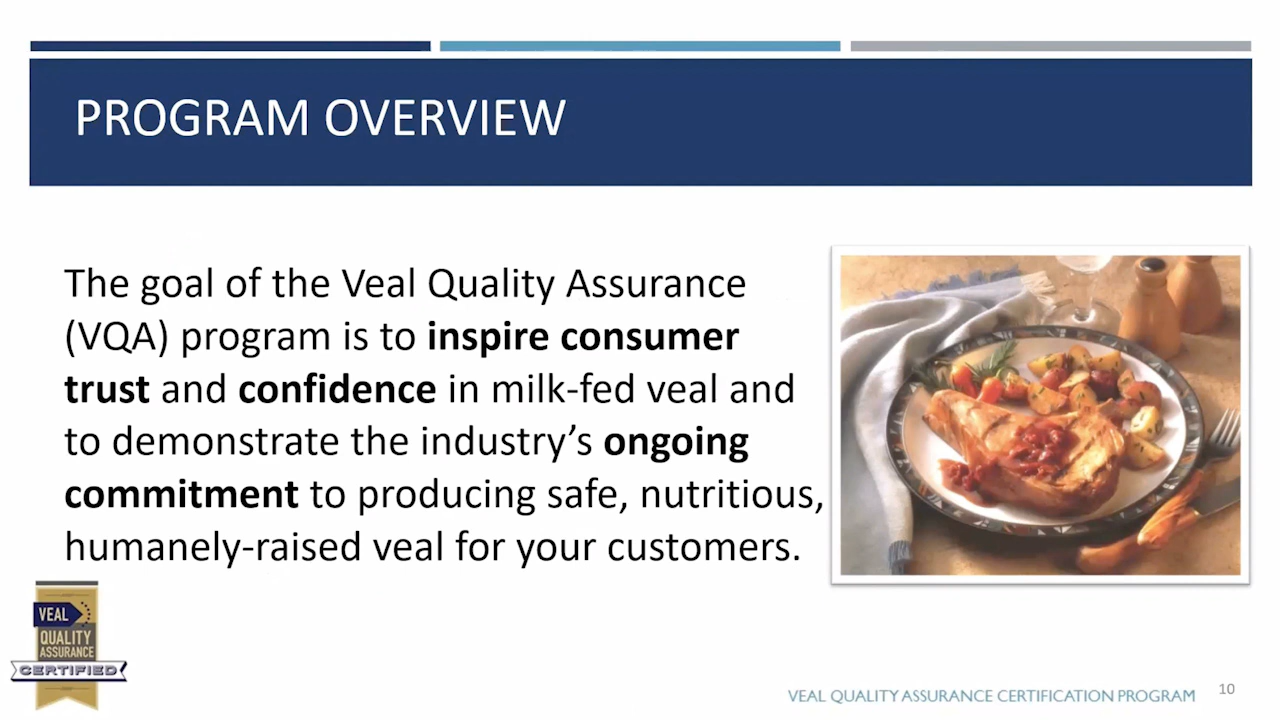 PROGRAM OVERVIEW
The goal of the Veal Quality Assurance
(VQA) program is to inspire consumer
trust and confidence in milk-fed veal and
to demonstrate the industry’s ongoing
commitment to producing safe, nutritious,
humanely-raised veal for your customers.
VEAL
QUALITY
ASSURANCE
CERTIFIED
VEAL QUALITY ASSURANCE CERTIFICATION PROGRAM
10